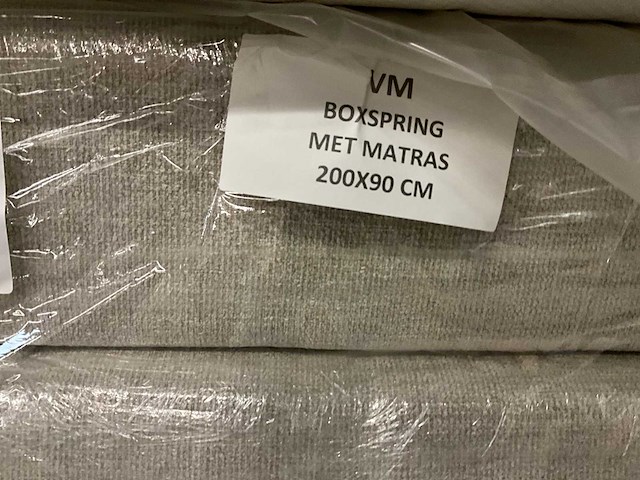 VM
BOXSPRING
MET MATRAS
200X90 CM